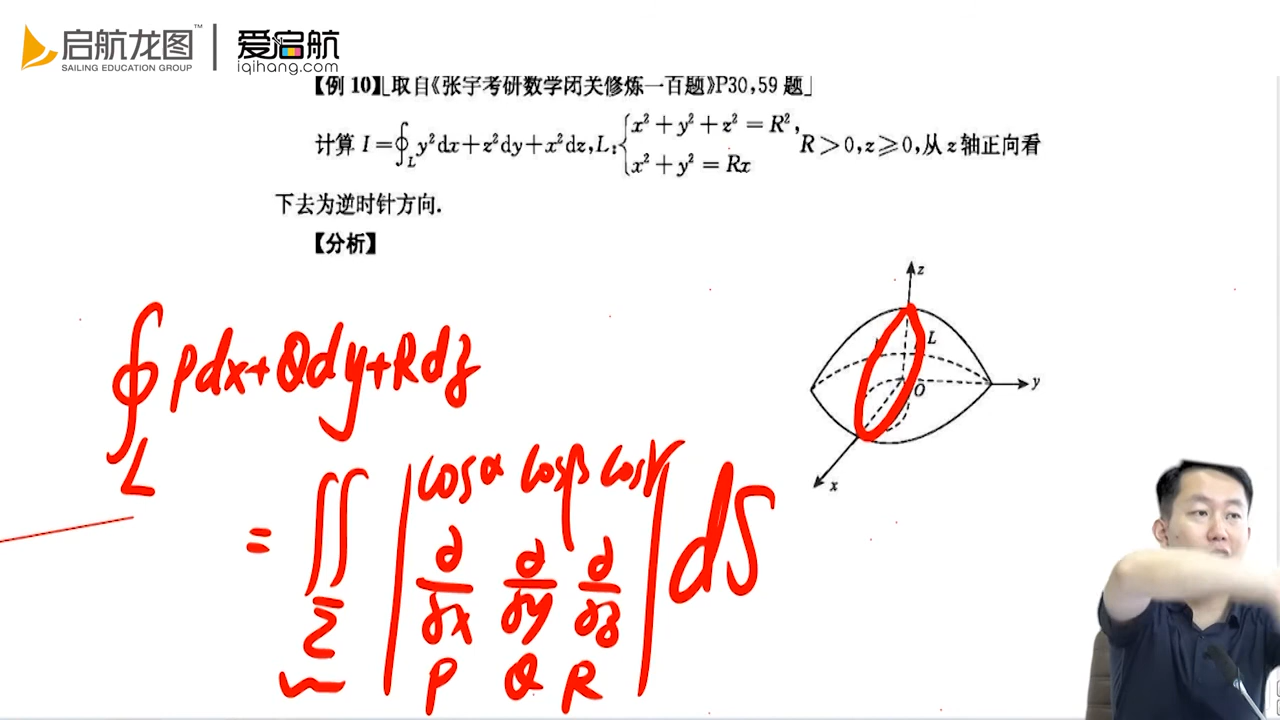 启航龙图™ | 爱启航
SAILING EDUCATION GROUP iqihang.com
【例 10】「取自《张宇考研数学闭关修炼一百题》P30,59 题」
计算 I=∮_L y²dx+z²dy+x²dz,L:{x²+y²+z²=R², x²+y²=Rx R>0,z≥0,从 z 轴正向看
下去为逆时针方向.
【分析】
z
L
O
y
x
∮_L Pdx+Qdy+Rdz
=∬_Σ |cosα cosβ cosγ
∂/∂x ∂/∂y ∂/∂z
P Q R| dS